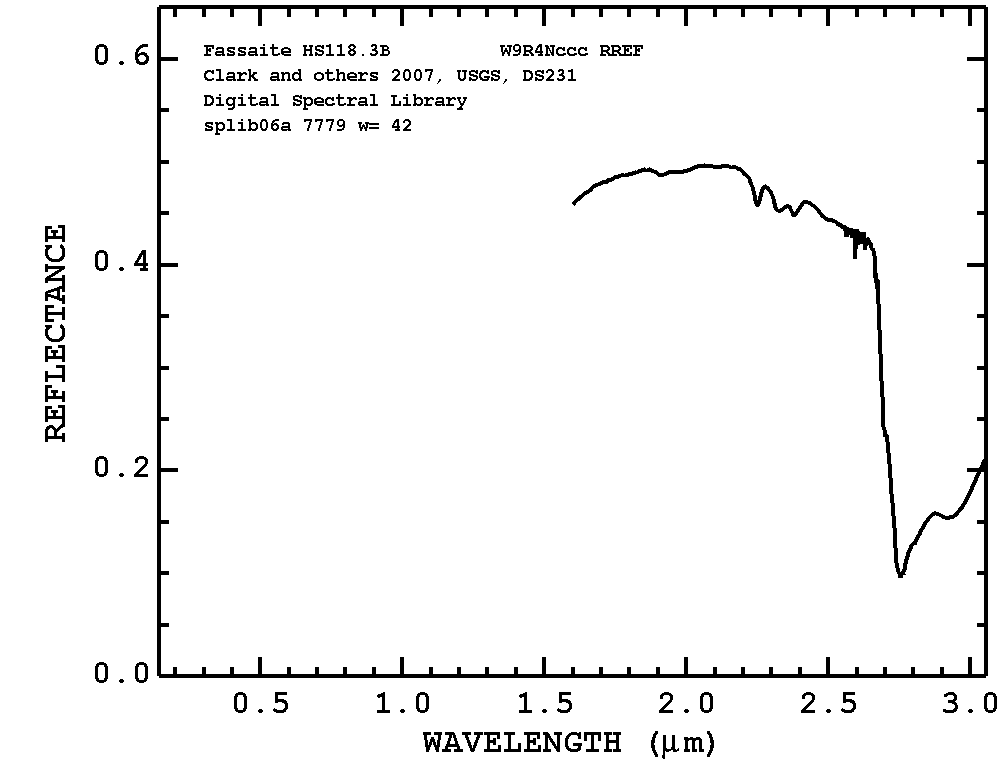 Fassaite HS118.3B W9R4Nccc RREF
Clark and others 2007, USGS, DS231
Digital Spectral Library
splib06a 7779 w= 42
REFLECTANCE
0.6
0.4
0.2
0.0
0.5 1.0 1.5 2.0 2.5 3.0
WAVELENGTH (μm)